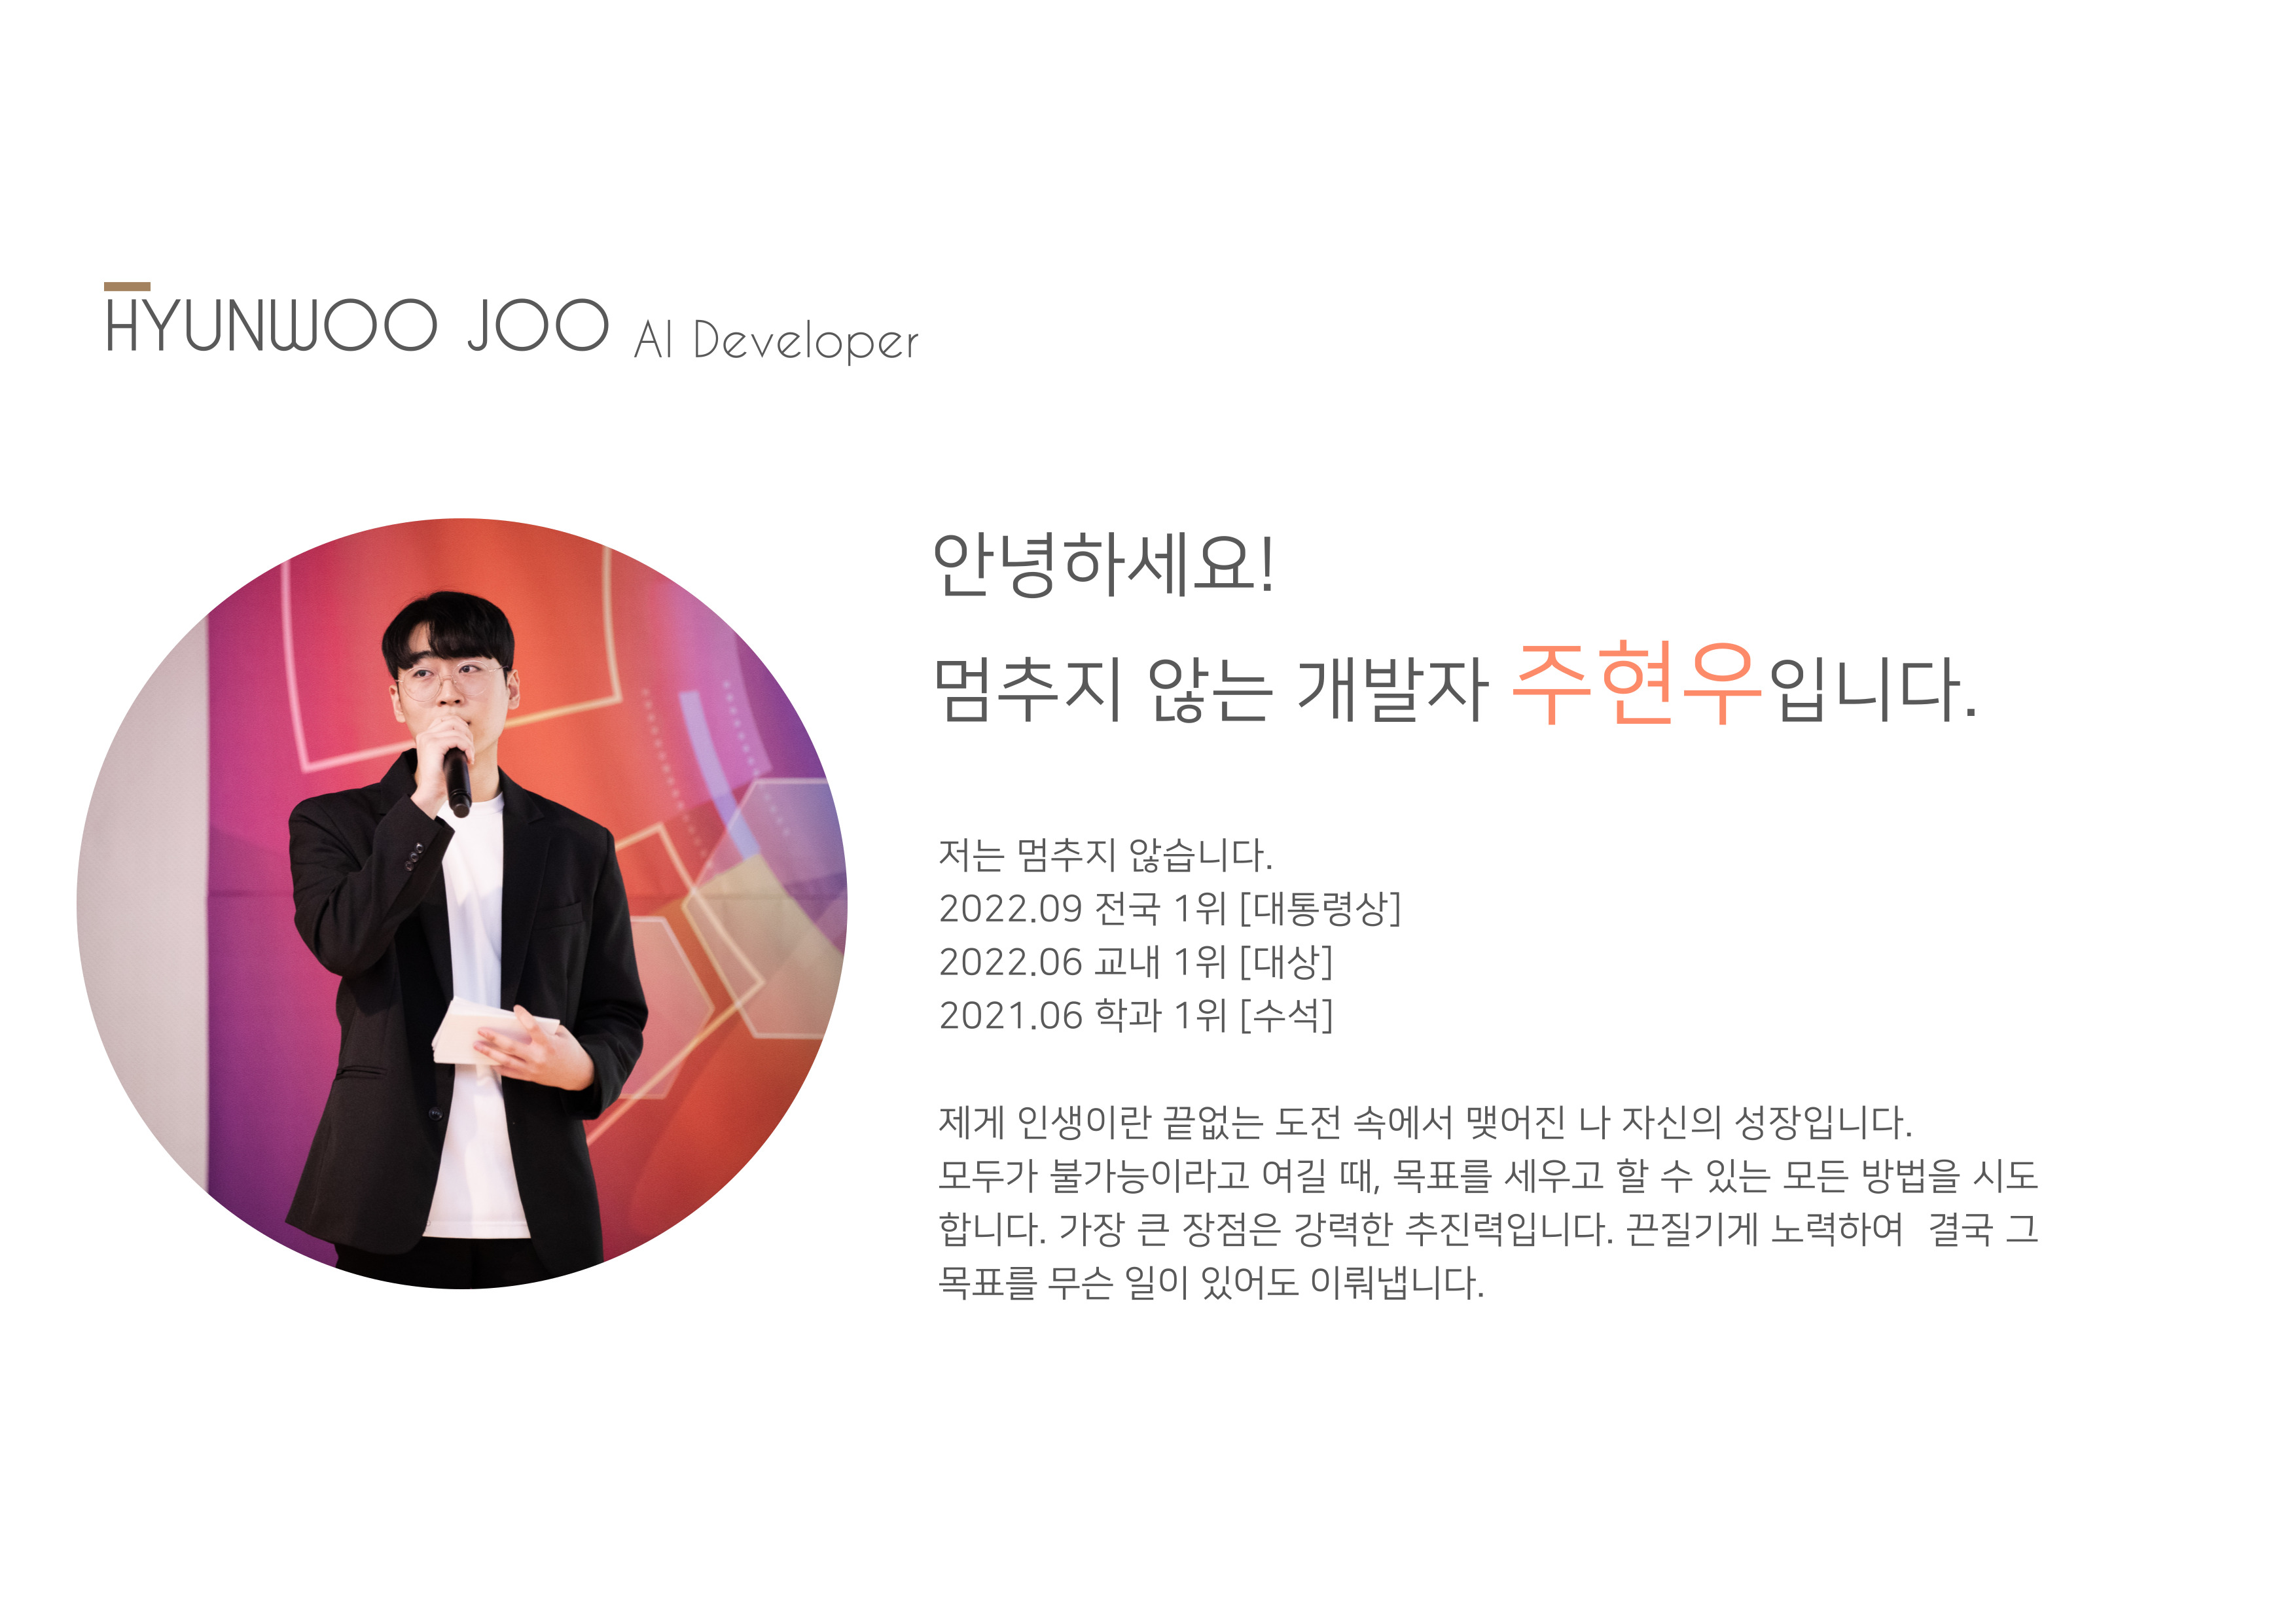 HYUNWOO JOO AI Developer
안녕하세요!
멈추지 않는 개발자 주현우입니다.
저는 멈추지 않습니다.
2022.09 전국 1위 [대통령상]
2022.06 교내 1위 [대상]
2021.06 학과 1위 [수석]
제게 인생이란 끝없는 도전 속에서 맺어진 나 자신의 성장입니다.
모두가 불가능이라고 여길 때, 목표를 세우고 할 수 있는 모든 방법을 시도
합니다. 가장 큰 장점은 강력한 추진력입니다. 끈질기게 노력하여 결국 그
목표를 무슨 일이 있어도 이뤄냅니다.